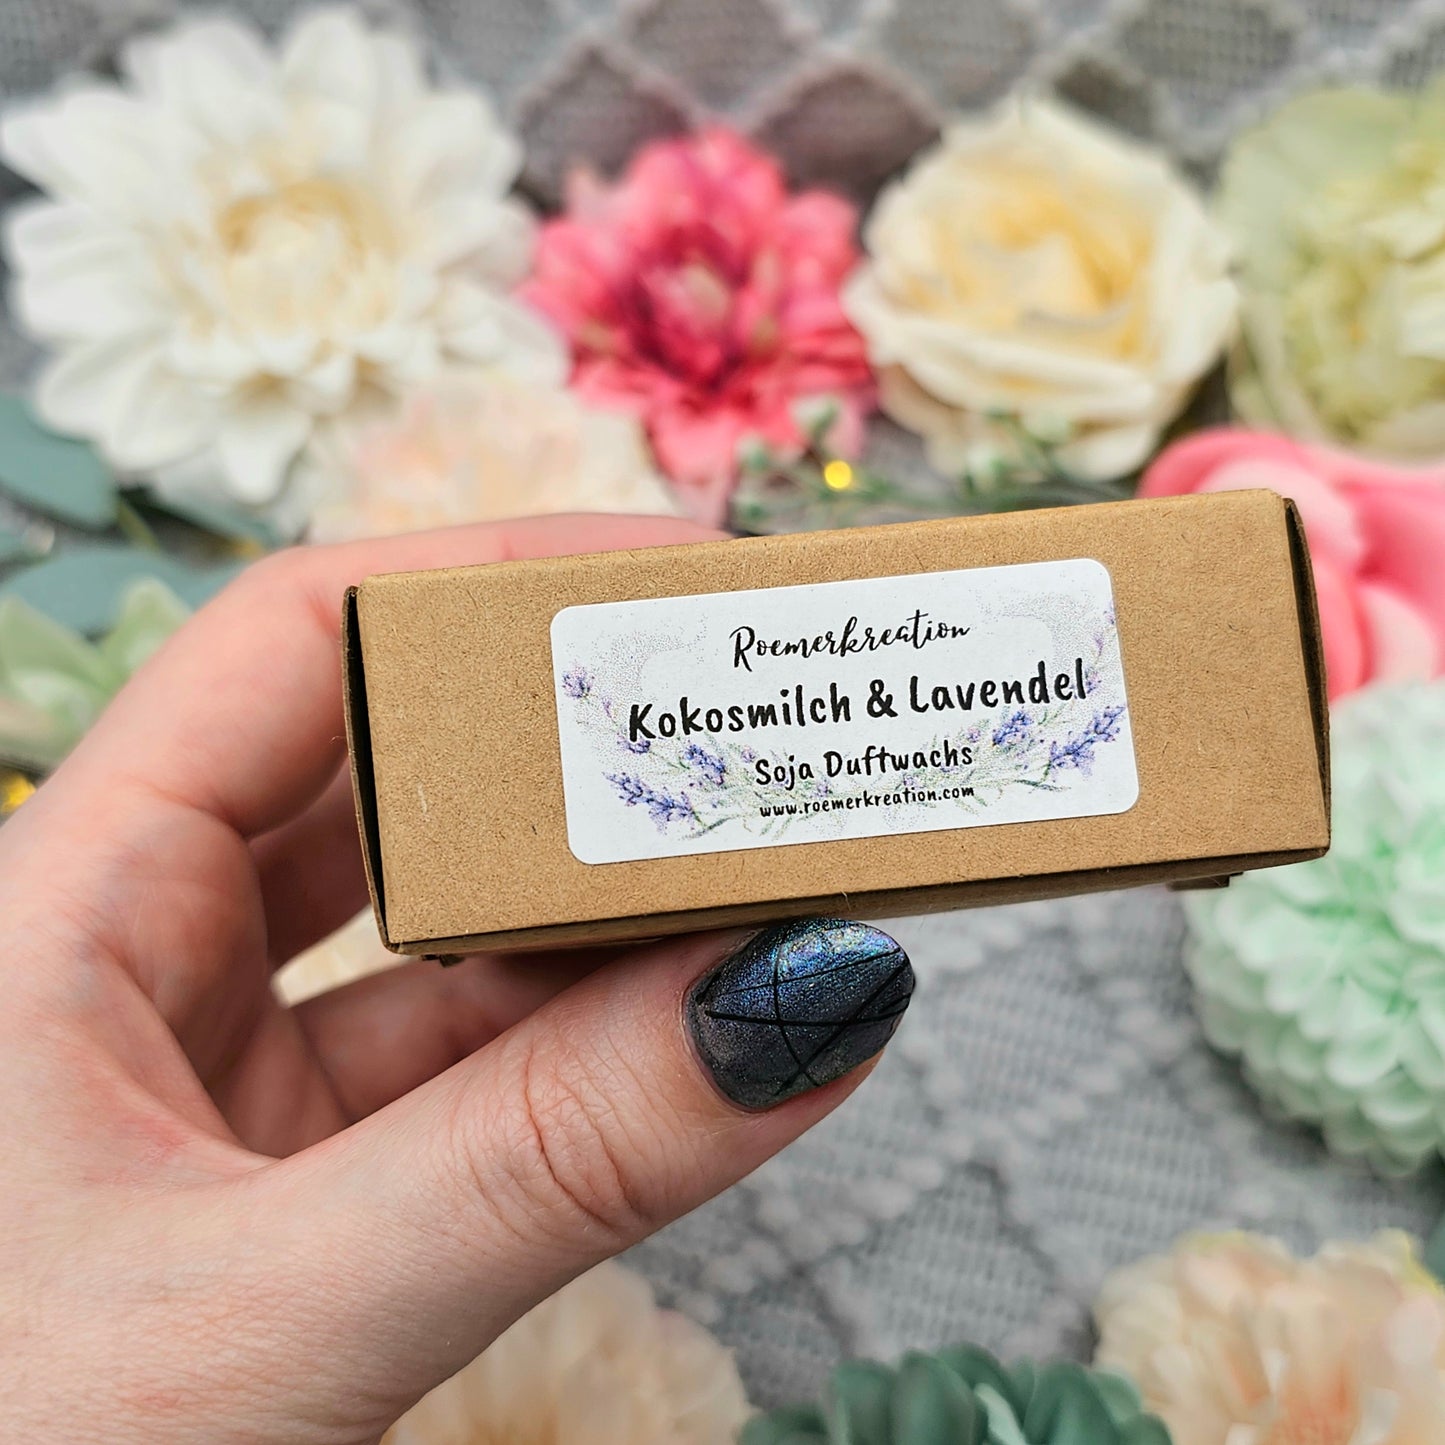 Roemerkreation
Kokosmilch & Lavendel
Soja Duftwachs
www.roemerkreation.com